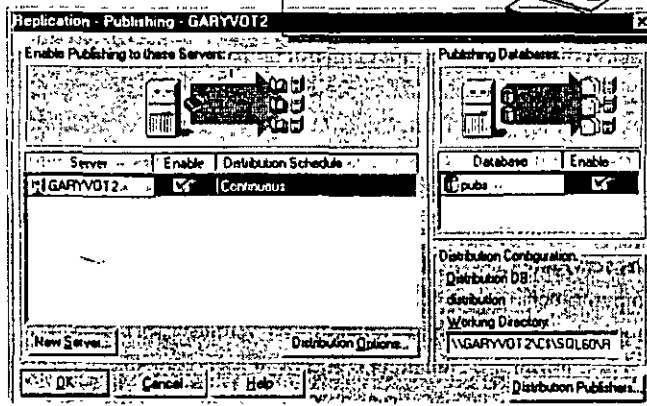 Replication - Publishing - GARYVOT2
Enable Publishing to these Servers:
Server Enable Distribution Schedule
GARYVOT2 Continuous
New Server... Distribution Options...
Publishing Databases:
Database Enable
pubs
Distribution Configuration
Distribution DB:
distribution
Working Directory:
\\GARYVOT2\C$\SQL60\R
OK Cancel Help Distribution Publishers...